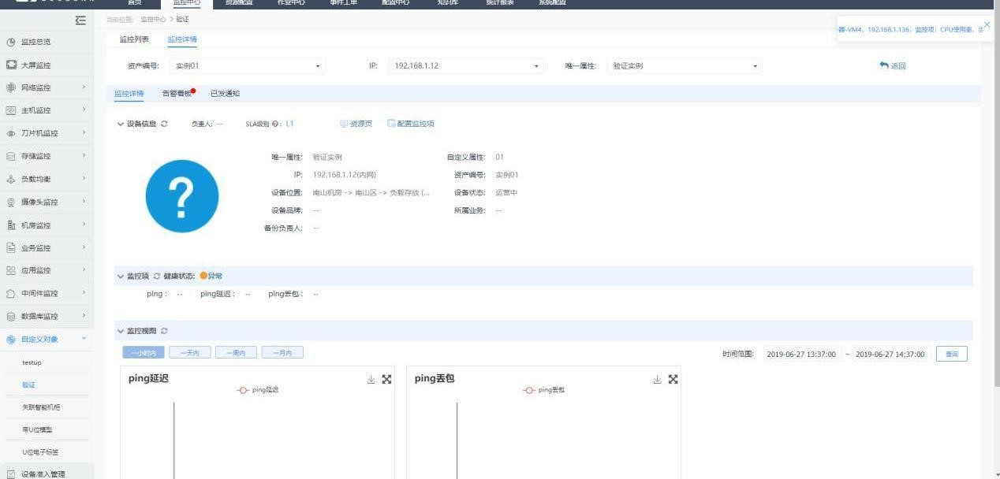 首页 监控中心 资源配置 作业中心 事件工单 配置中心 知识库 统计报表 系统配置
当前位置: 监控中心 > 验证
器-VM4, 192.168.1.136, 监控项: CPU使用率,
监控列表 监控详情
资产编号: 实例01 IP: 192.168.1.12 唯一属性: 验证实例 返回
监控详情 告警看板 已发通知
设备信息 负责人: -- SLA级别 : L1 资源页 配置监控项
唯一属性: 验证实例 自定义属性: 01
IP: 192.168.1.12(内网) 资产编号: 实例01
设备位置: 南山机房 -> 南山区 -> 负载存放 (... 设备状态: 运营中
设备品牌: -- 所属业务: --
备份负责人: --
监控项 健康状态: 异常
ping : -- ping延迟 : -- ping丢包 : --
监控视图
一小时内 一天内 一周内 一月内 时间范围: 2019-06-27 13:37:00 ~ 2019-06-27 14:37:00 查询
ping延迟
ping延迟
ping丢包
ping丢包
监控总览
大屏监控
网络监控
主机监控
刀片机监控
存储监控
负载均衡
摄像头监控
机房监控
业务监控
应用监控
中间件监控
数据库监控
自定义对象
testup
验证
关联智能机柜
带U位模型
U位电子标签
设备准入管理